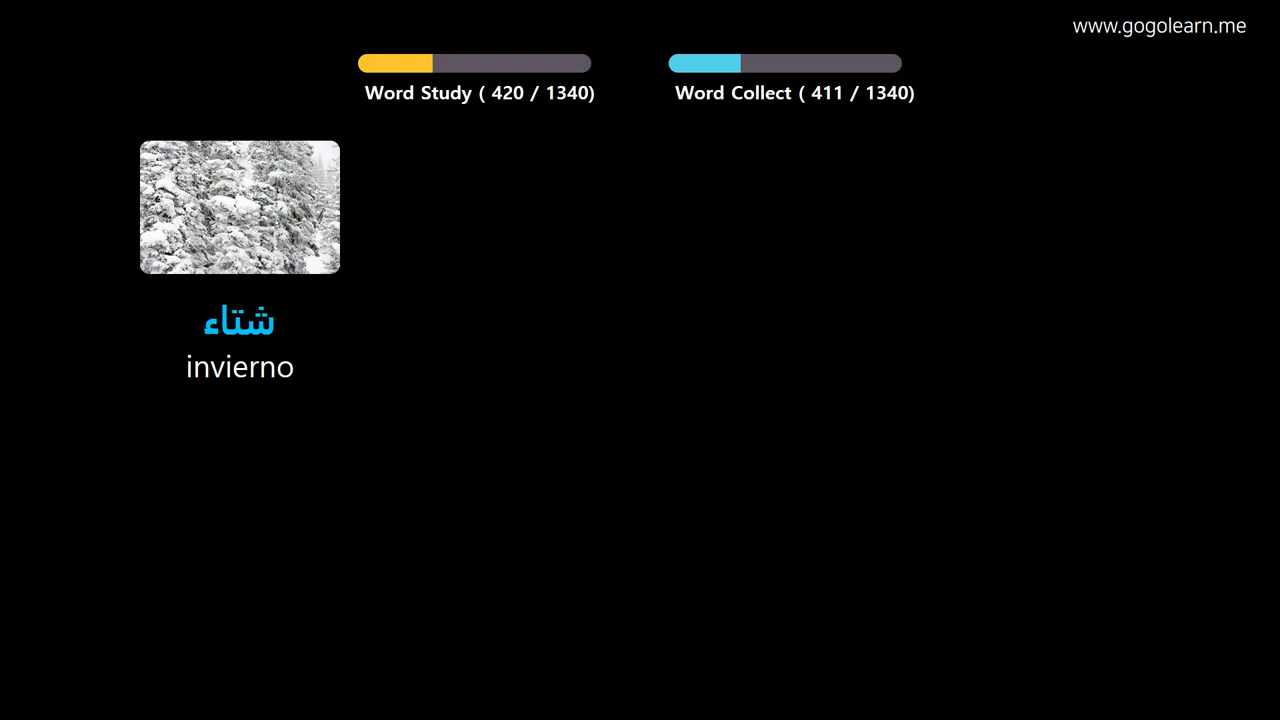 www.gogolearn.me
Word Study ( 420 / 1340)
Word Collect ( 411 / 1340)
شتاء
invierno